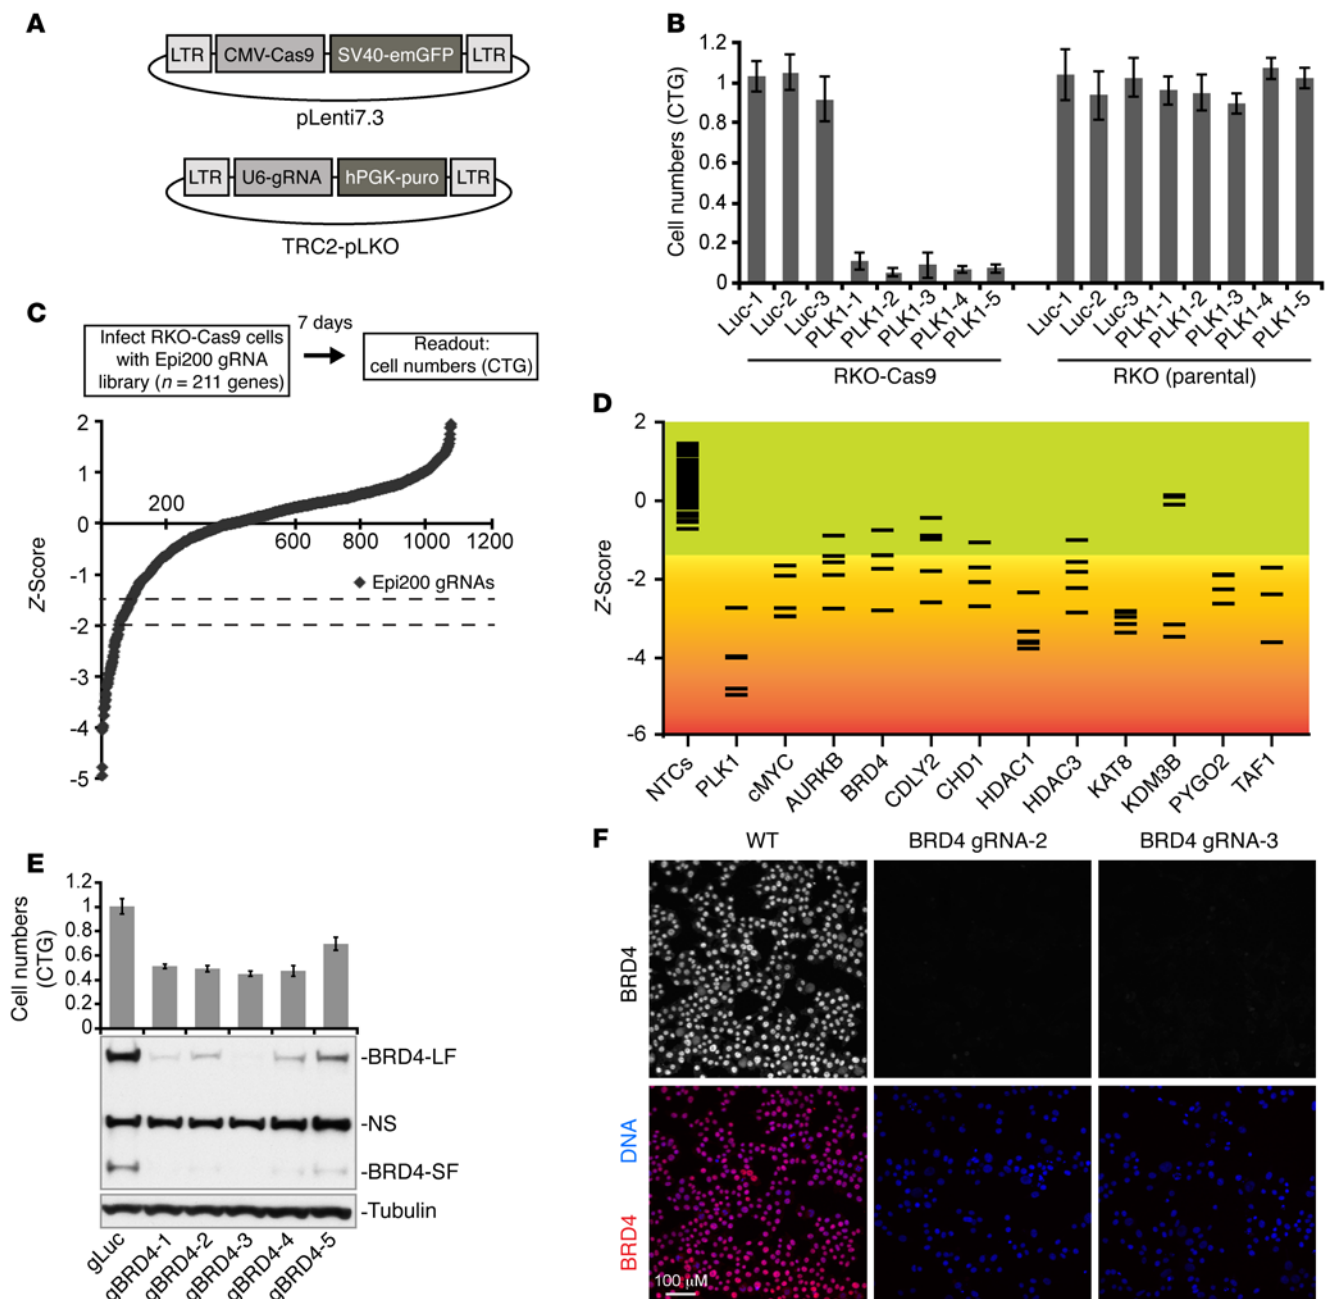 A
LTR CMV-Cas9 SV40-emGFP LTR
pLenti7.3
LTR U6-gRNA hPGK-puro LTR
TRC2-pLKO
B
Cell numbers (CTG)
1.2
1
0.8
0.6
0.4
0.2
0
Luc-1
Luc-2
Luc-3
PLK1-1
PLK1-2
PLK1-3
PLK1-4
PLK1-5
Luc-1
Luc-2
Luc-3
PLK1-1
PLK1-2
PLK1-3
PLK1-4
PLK1-5
RKO-Cas9
RKO (parental)
C
Infect RKO-Cas9 cells
with Epi200 gRNA
library (n = 211 genes)
7 days
Readout:
cell numbers (CTG)
Z-Score
2
1
0
-1
-2
-3
-4
-5
200
600 800 1000 1200
Epi200 gRNAs
D
Z-Score
2
0
-2
-4
-6
NTCs
PLK1
cMYC
AURKB
BRD4
CDLY2
CHD1
HDAC1
HDAC3
KAT8
KDM3B
PYGO2
TAF1
E
Cell numbers
(CTG)
1.2
1
0.8
0.6
0.4
0.2
0
-BRD4-LF
-NS
-BRD4-SF
-Tubulin
gLuc
gBRD4-1
gBRD4-2
gBRD4-3
gBRD4-4
gBRD4-5
F
WT
BRD4 gRNA-2
BRD4 gRNA-3
BRD4
DNA
BRD4
100 μM